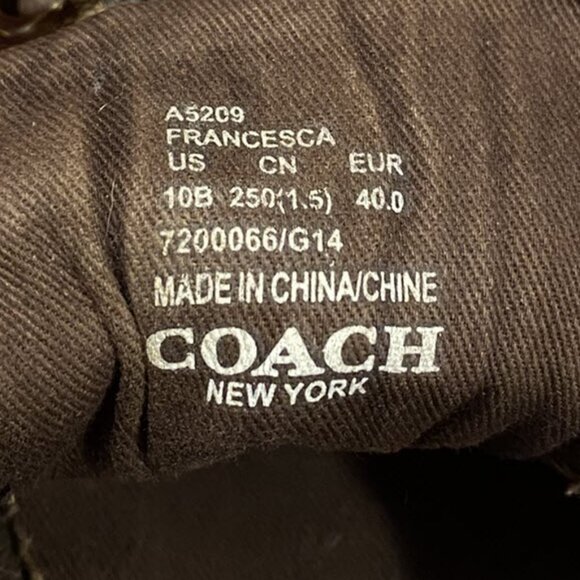 A5209
FRANCESCA
US CN EUR
10B 250(1.5) 40.0
7200066/G14
MADE IN CHINA/CHINE
COACH
NEW YORK